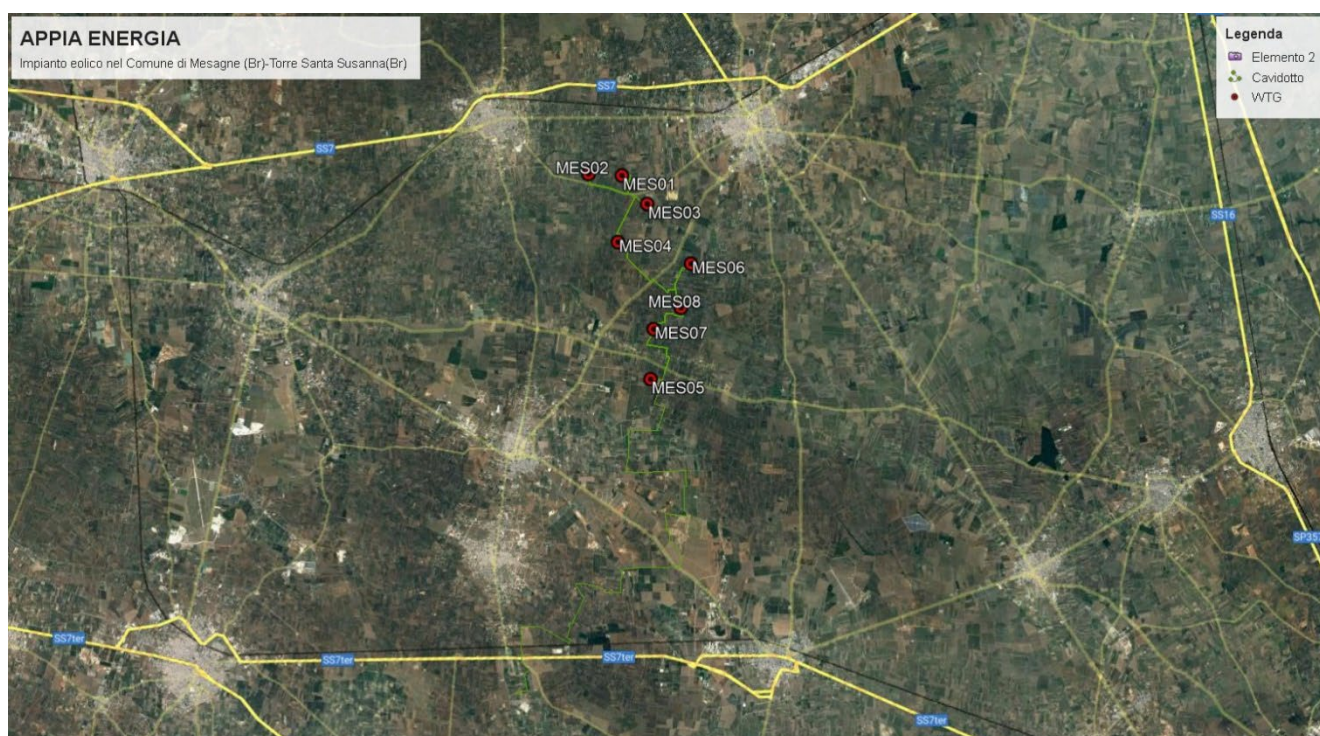 APPIA ENERGIA
Impianto eolico nel Comune di Mesagne (Br)-Torre Santa Susanna(Br)
Legenda
Elemento 2
Cavidotto
WTG
SS7
SS7
MES02
MES01
MES03
SS16
MES04
MES06
MES08
MES07
MES05
SS7ter
SS7ter
SS7ter
SS7ter